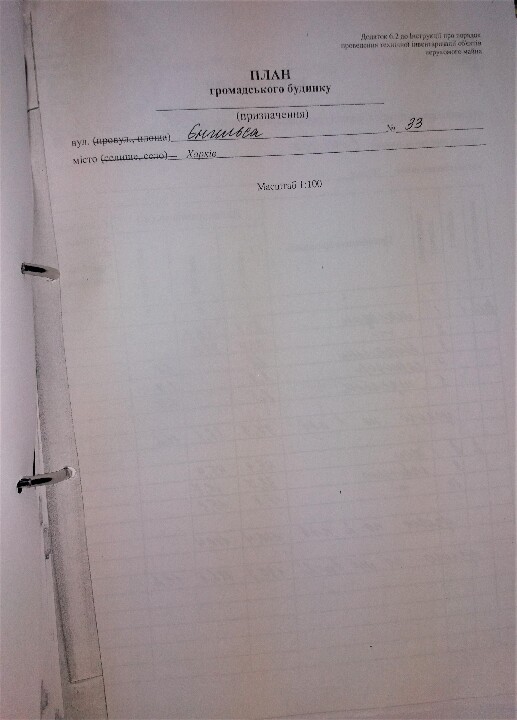 Додаток 6.2 до Інструкції про порядок
проведення технічної інвентаризації об'єктів
нерухомого майна
ПЛАН
громадського будинку
(призначення)
вул. (провул., площа) Енгельса № 33
місто (селище, село) Харків
Масштаб 1:100